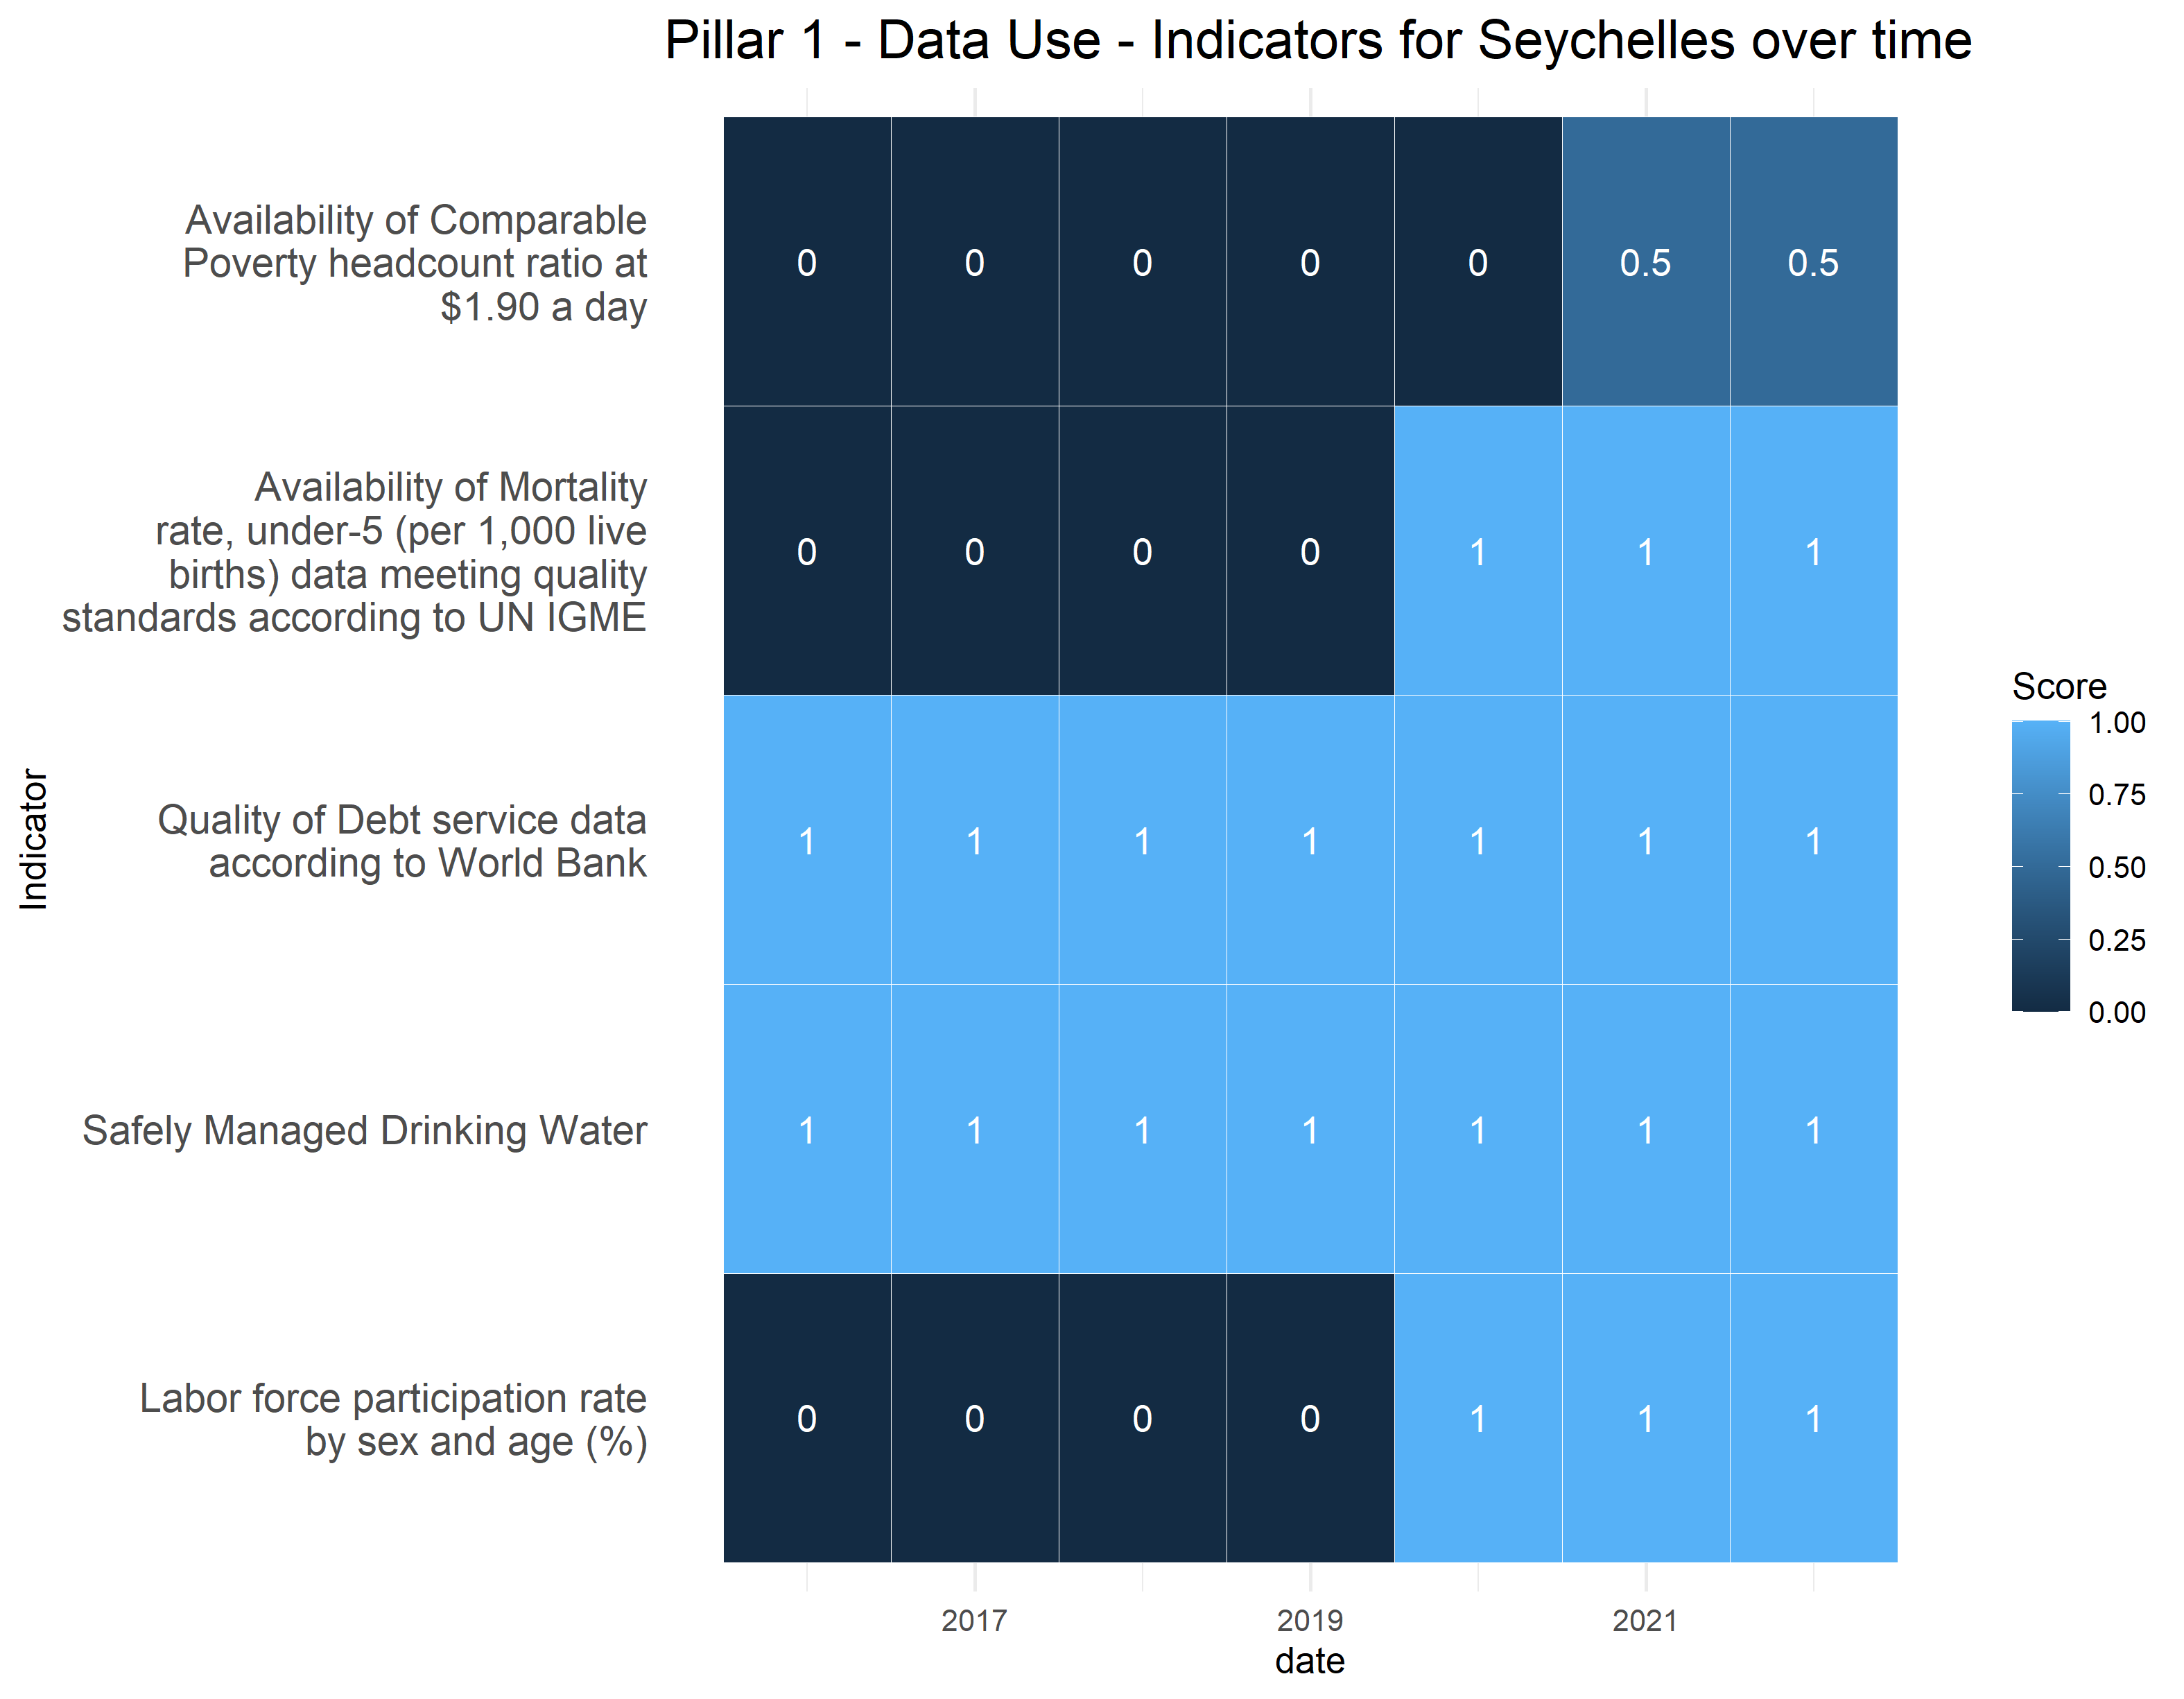 Pillar 1 - Data Use - Indicators for Seychelles over time
Availability of Comparable
Poverty headcount ratio at
$1.90 a day
0 0 0 0 0 0.5 0.5
Availability of Mortality
rate, under-5 (per 1,000 live
births) data meeting quality
standards according to UN IGME
0 0 0 0 1 1 1
Quality of Debt service data
according to World Bank
1 1 1 1 1 1 1
Safely Managed Drinking Water
1 1 1 1 1 1 1
Labor force participation rate
by sex and age (%)
0 0 0 0 1 1 1
Indicator
2017 2019 2021
date
Score
1.00
0.75
0.50
0.25
0.00